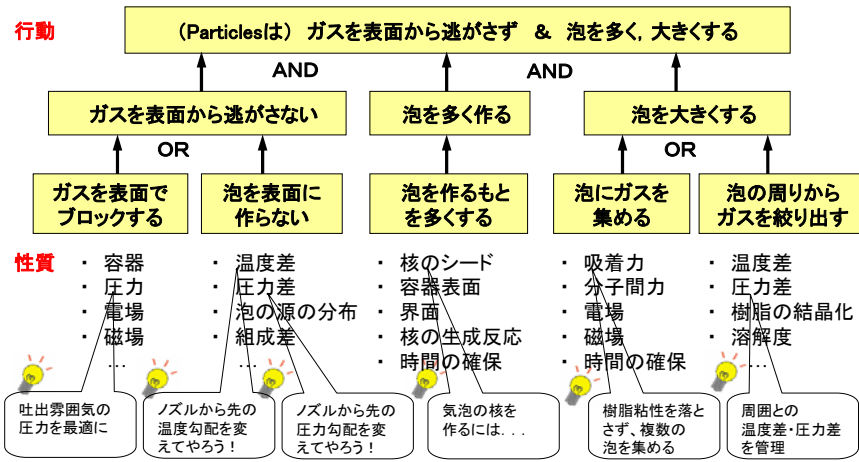 行動
(Particlesは) ガスを表面から逃がさず & 泡を多く, 大きくする
AND
AND
ガスを表面から逃がさない
泡を多く作る
泡を大きくする
OR
OR
ガスを表面で
ブロックする
泡を表面に
作らない
泡を作るもと
を多くする
泡にガスを
集める
泡の周りから
ガスを絞り出す
性質
・ 容器
・ 圧力
・ 電場
・ 磁場
…
・ 温度差
・ 圧力差
・ 泡の源の分布
・ 組成差
…
・ 核のシード
・ 容器表面
・ 界面
・ 核の生成反応
・ 時間の確保
・ 吸着力
・ 分子間力
・ 電場
・ 磁場
・ 時間の確保
・ 温度差
・ 圧力差
・ 樹脂の結晶化
・ 溶解度
…
吐出雰囲気の
圧力を最適に
ノズルから先の
温度勾配を変
えてやろう!
ノズルから先の
圧力勾配を変
えてやろう!
気泡の核を
作るには...
樹脂粘性を落と
さず、複数の
泡を集める
周囲との
温度差・圧力差
を管理